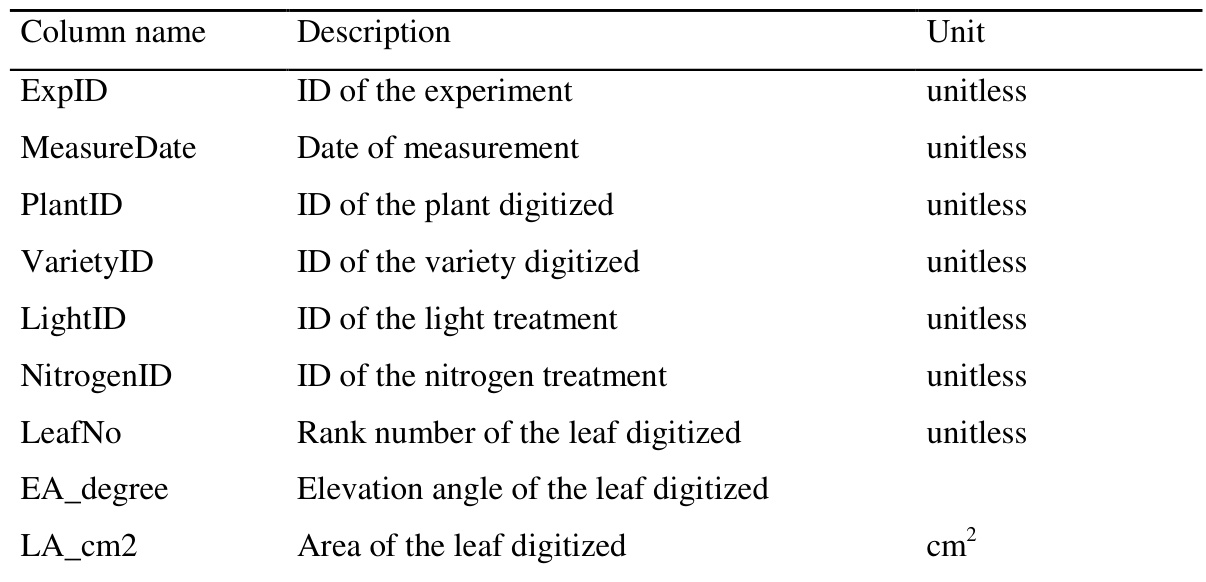 Column name Description Unit
ExpID ID of the experiment unitless
MeasureDate Date of measurement unitless
PlantID ID of the plant digitized unitless
VarietyID ID of the variety digitized unitless
LightID ID of the light treatment unitless
NitrogenID ID of the nitrogen treatment unitless
LeafNo Rank number of the leaf digitized unitless
EA_degree Elevation angle of the leaf digitized
LA_cm2 Area of the leaf digitized cm²